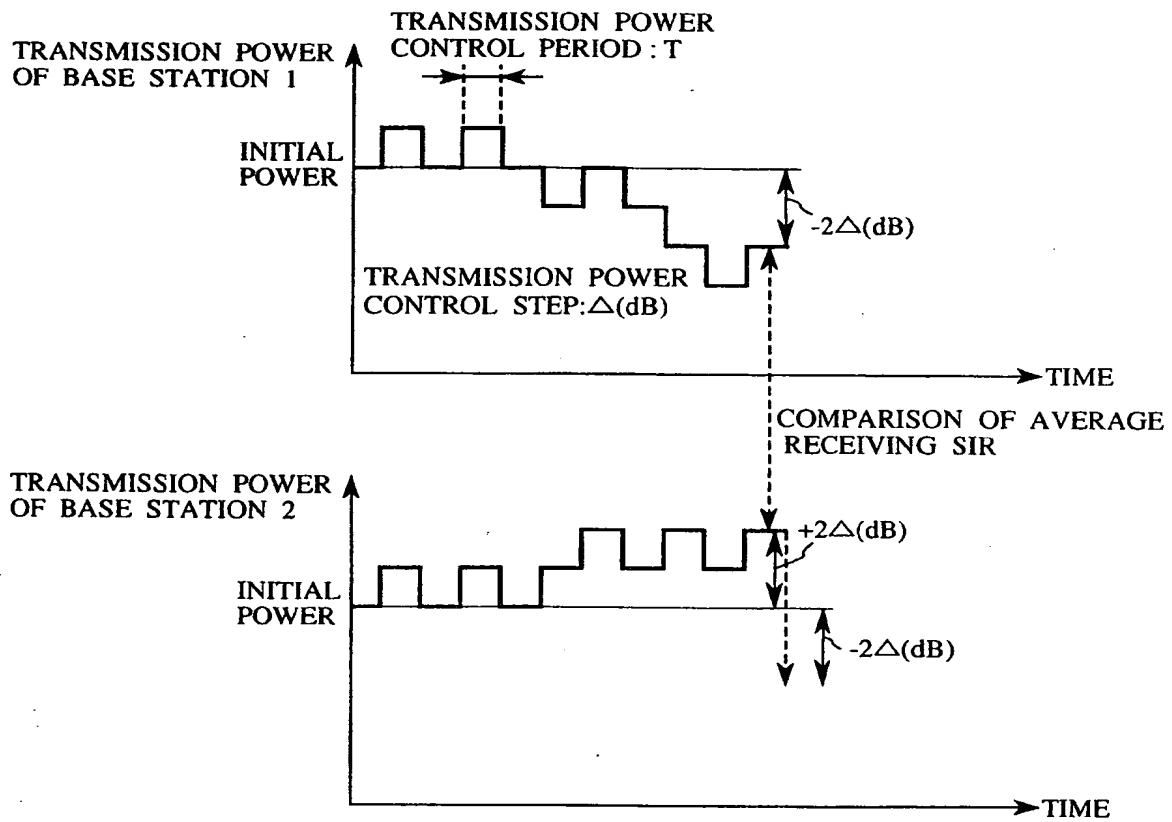 TRANSMISSION POWER
CONTROL PERIOD : T
TRANSMISSION POWER
OF BASE STATION 1
INITIAL
POWER
-2△(dB)
TRANSMISSION POWER
CONTROL STEP:△(dB)
TIME
COMPARISON OF AVERAGE
RECEIVING SIR
TRANSMISSION POWER
OF BASE STATION 2
+2△(dB)
INITIAL
POWER
-2△(dB)
TIME